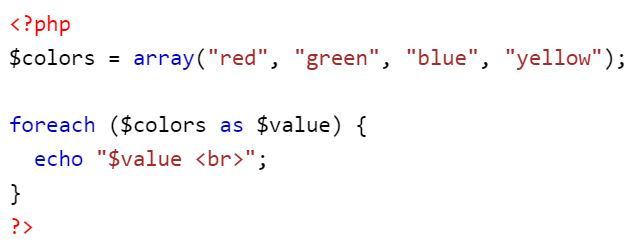 <?php
$colors = array("red", "green", "blue", "yellow");
foreach ($colors as $value) {
  echo "$value <br>";
}
?>